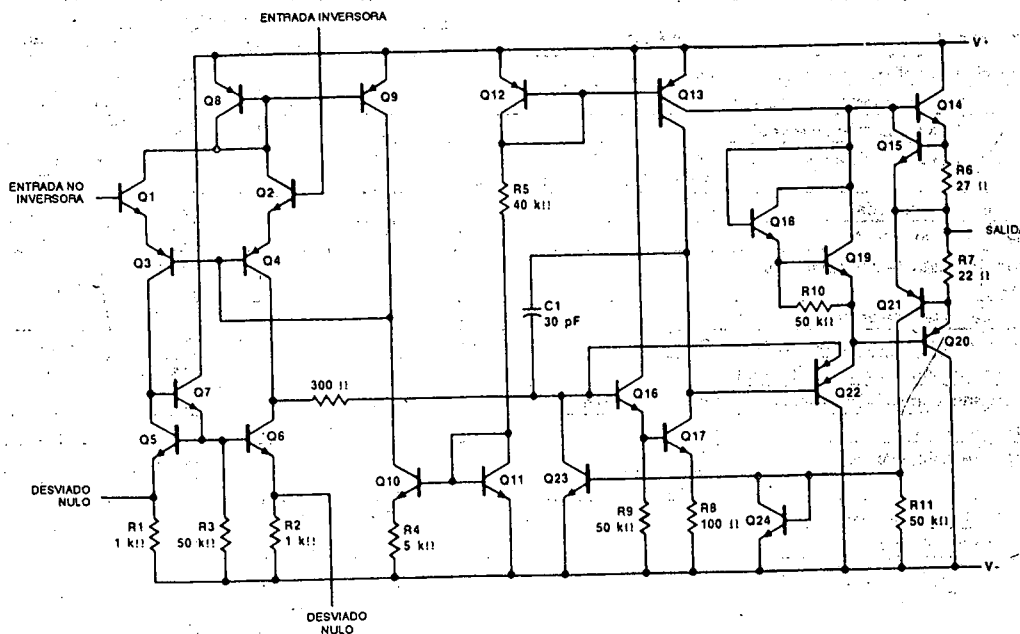 ENTRADA INVERSORA
V+
Q8
Q9
Q12
Q13
Q14
Q15
ENTRADA NO
INVERSORA
Q1
Q2
R5
40 kΩ
R6
27 Ω
Q18
SALIDA
Q3
Q4
Q19
R7
22 Ω
C1
30 pF
R10
50 kΩ
Q21
Q20
Q7
300 Ω
Q16
Q22
Q5
Q6
Q17
DESVIADO
NULO
Q10
Q11
Q23
Q24
R1
1 kΩ
R3
50 kΩ
R2
1 kΩ
R4
5 kΩ
R9
50 kΩ
R8
100 Ω
R11
50 kΩ
V-
DESVIADO
NULO